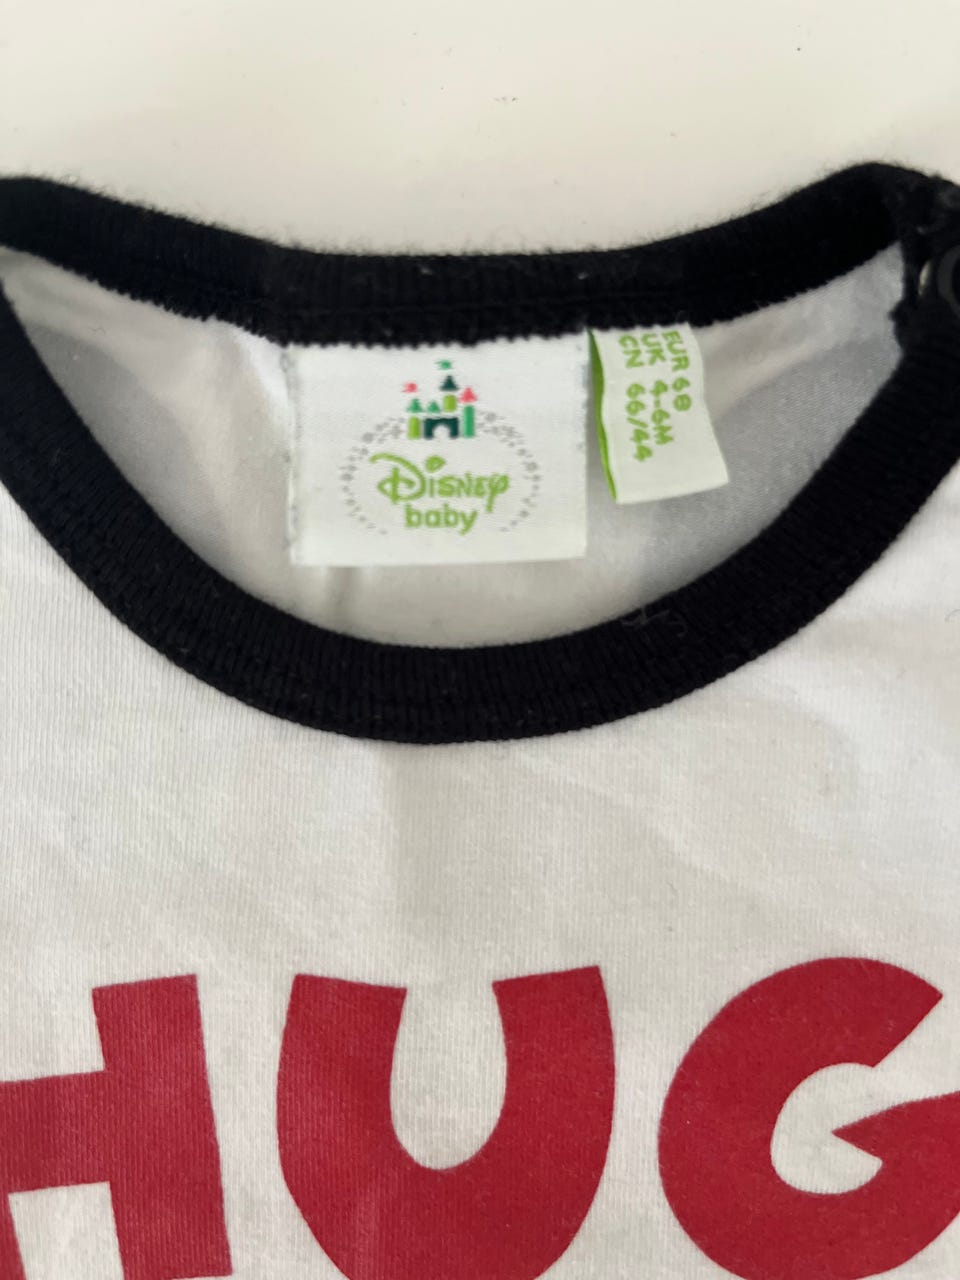 Disney
baby
EUR 68
UK 4-6M
CN 66/44
HUG